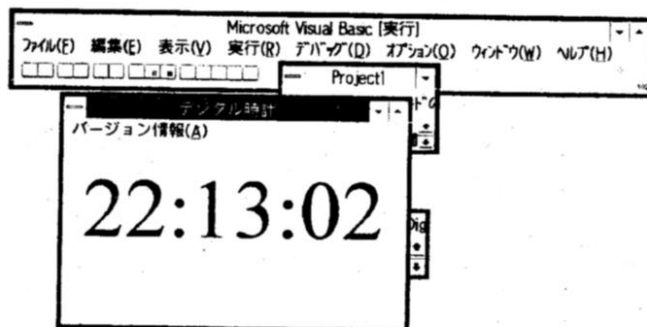 Microsoft Visual Basic [実行]
ファイル(F) 編集(E) 表示(V) 実行(R) デバッグ(D) オプション(O) ウィンドウ(W) ヘルプ(H)
Project1
デジタル時計
バージョン情報(A)
22:13:02
Dig